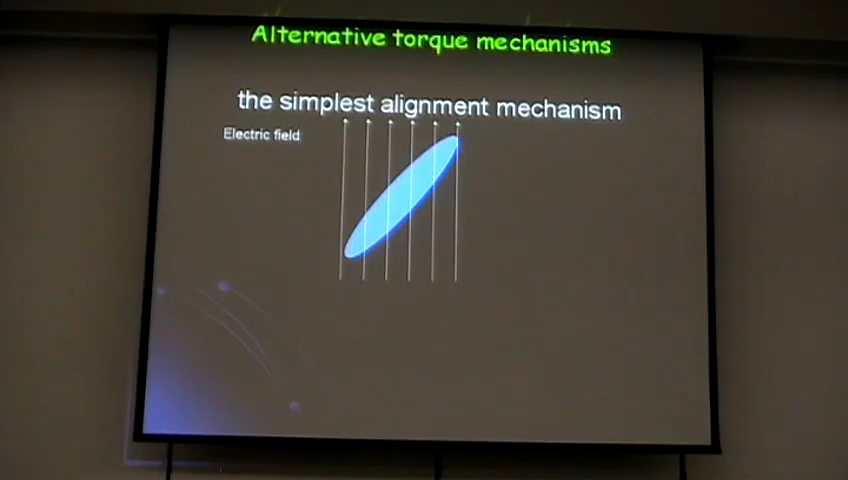 Alternative torque mechanisms
the simplest alignment mechanism
Electric field